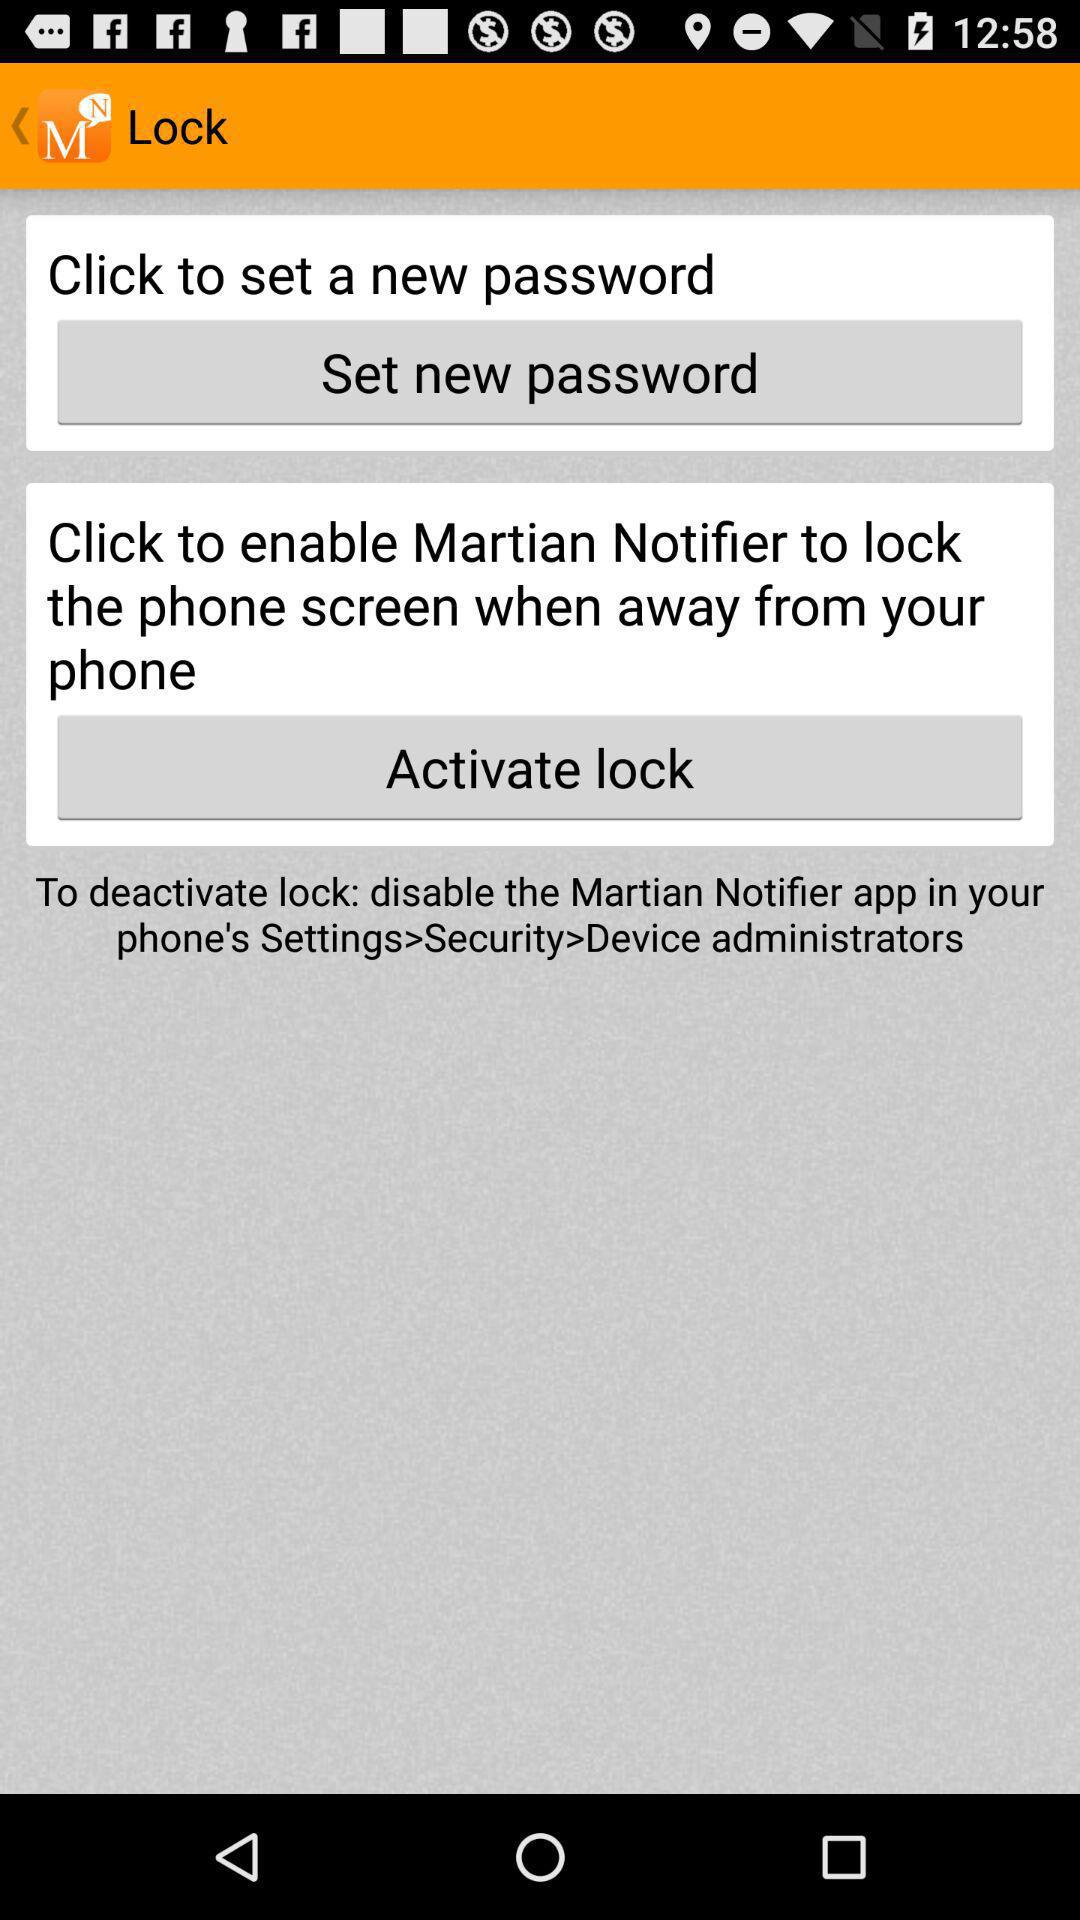 12:58
M N Lock
Click to set a new password
Set new password
Click to enable Martian Notifier to lock
the phone screen when away from your
phone
Activate lock
To deactivate lock: disable the Martian Notifier app in your
phone's Settings>Security>Device administrators